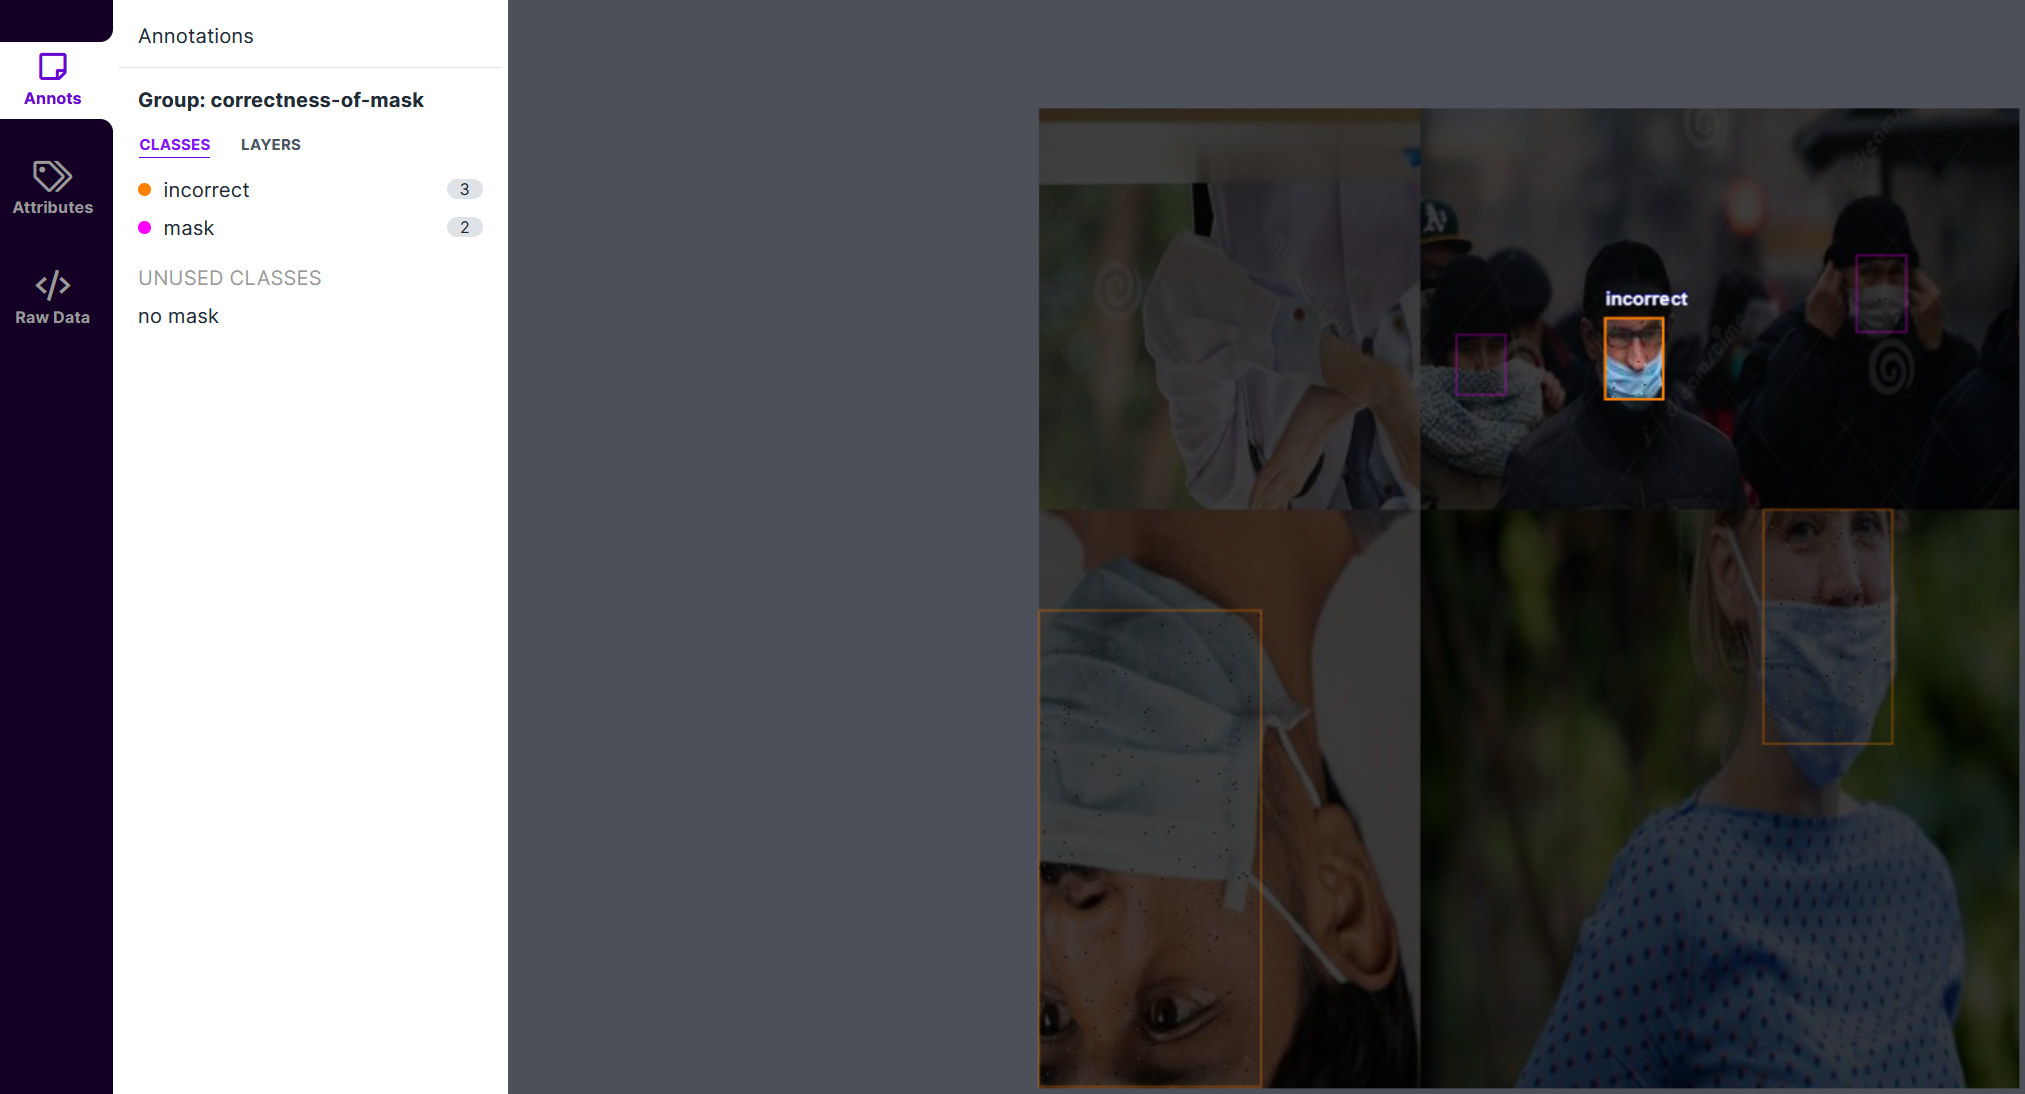 Annotations
Annots
Group: correctness-of-mask
CLASSES LAYERS
incorrect 3
Attributes
mask 2
UNUSED CLASSES
Raw Data
no mask
incorrect
A
dreamstime